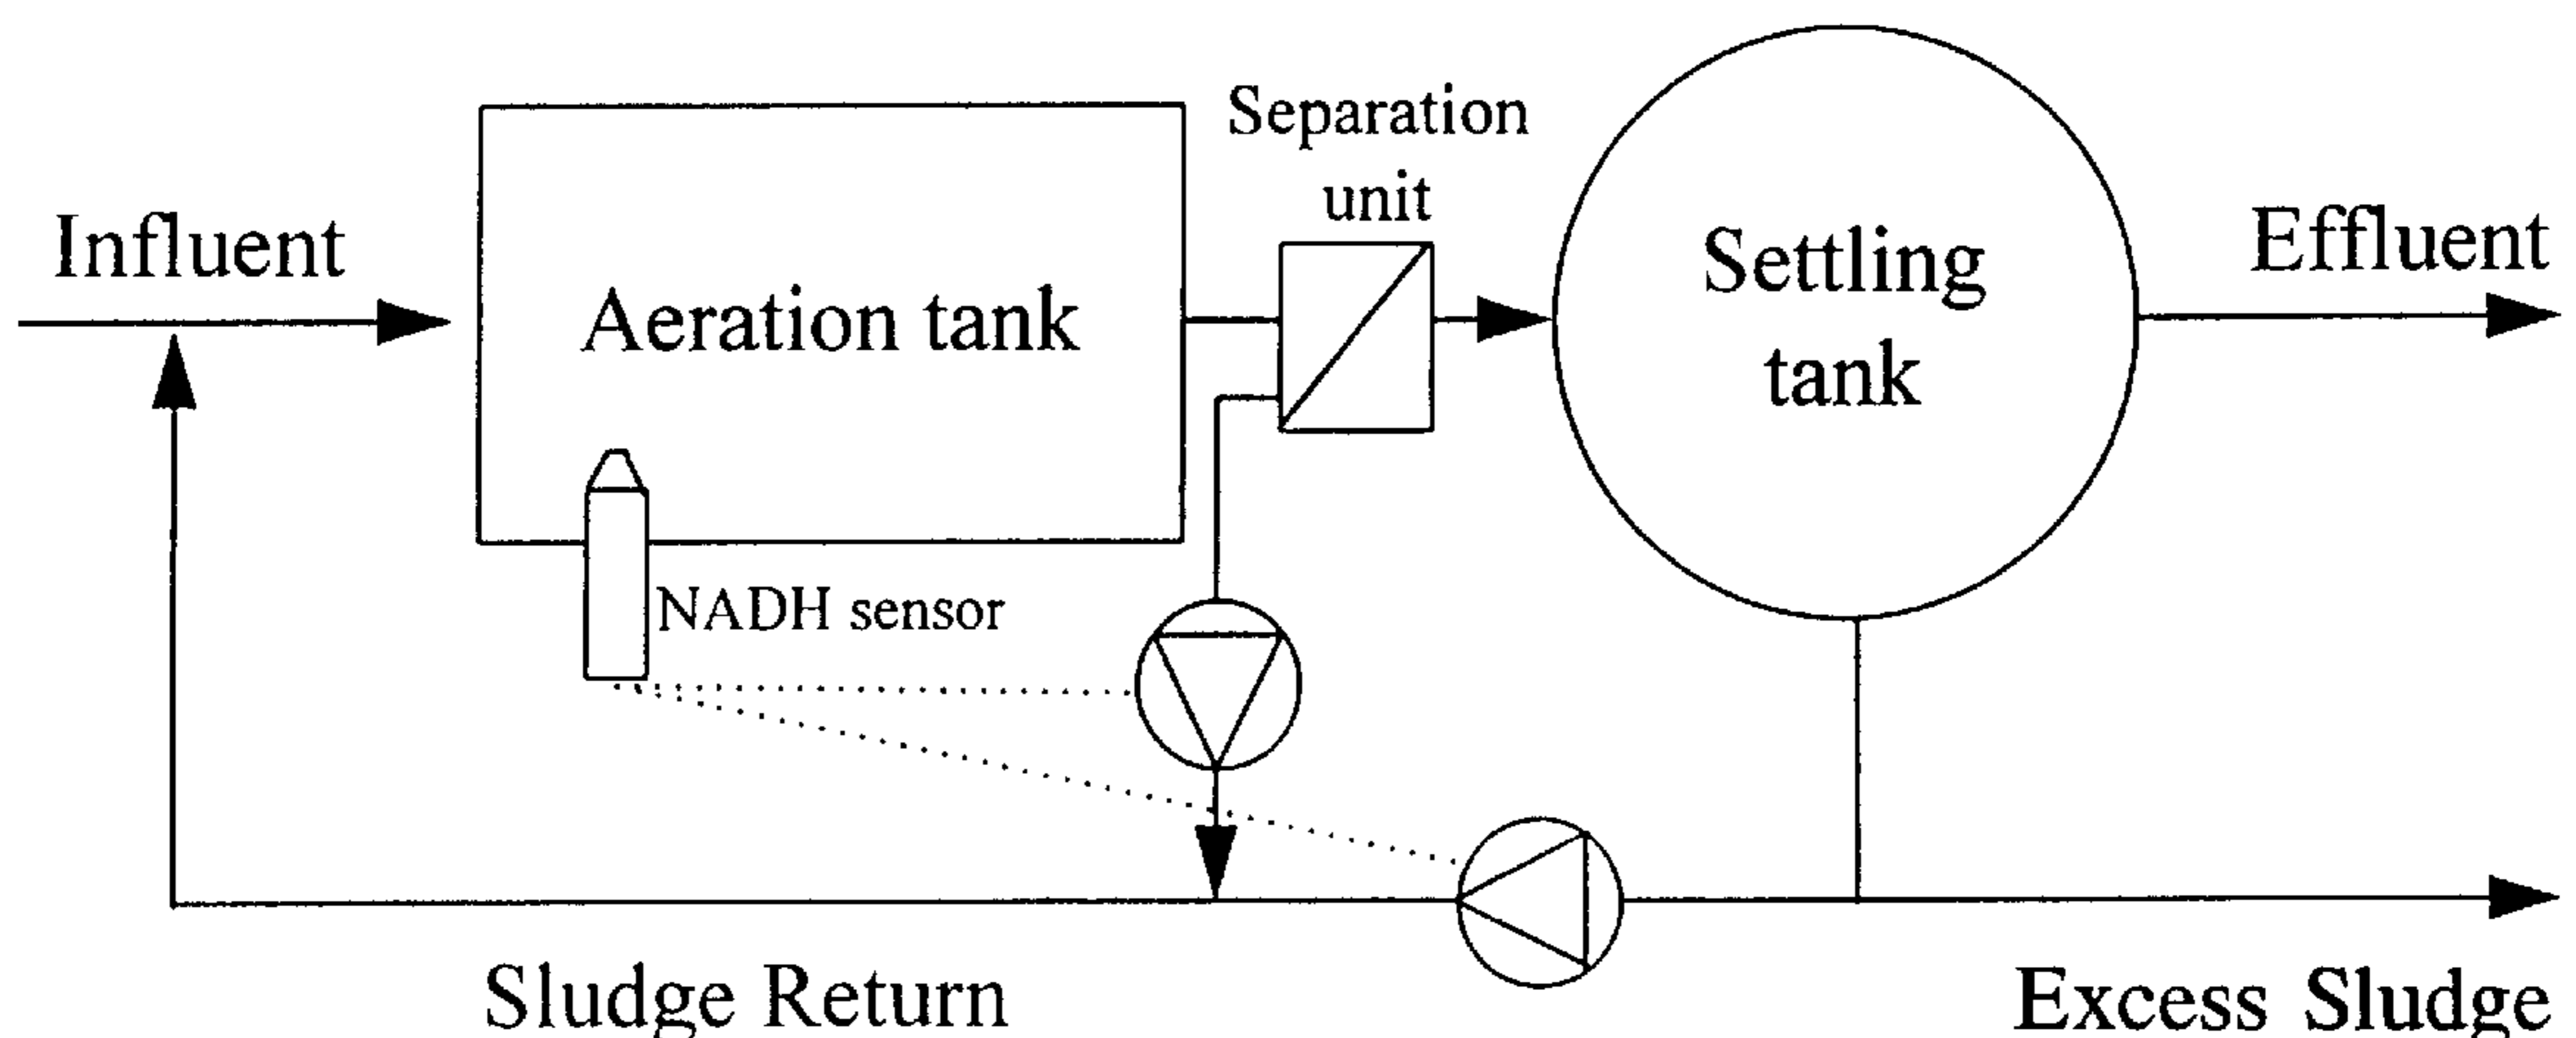 Separation
unit
Influent
Aeration tank
Settling
tank
Effluent
NADH sensor
Sludge Return
Excess Sludge